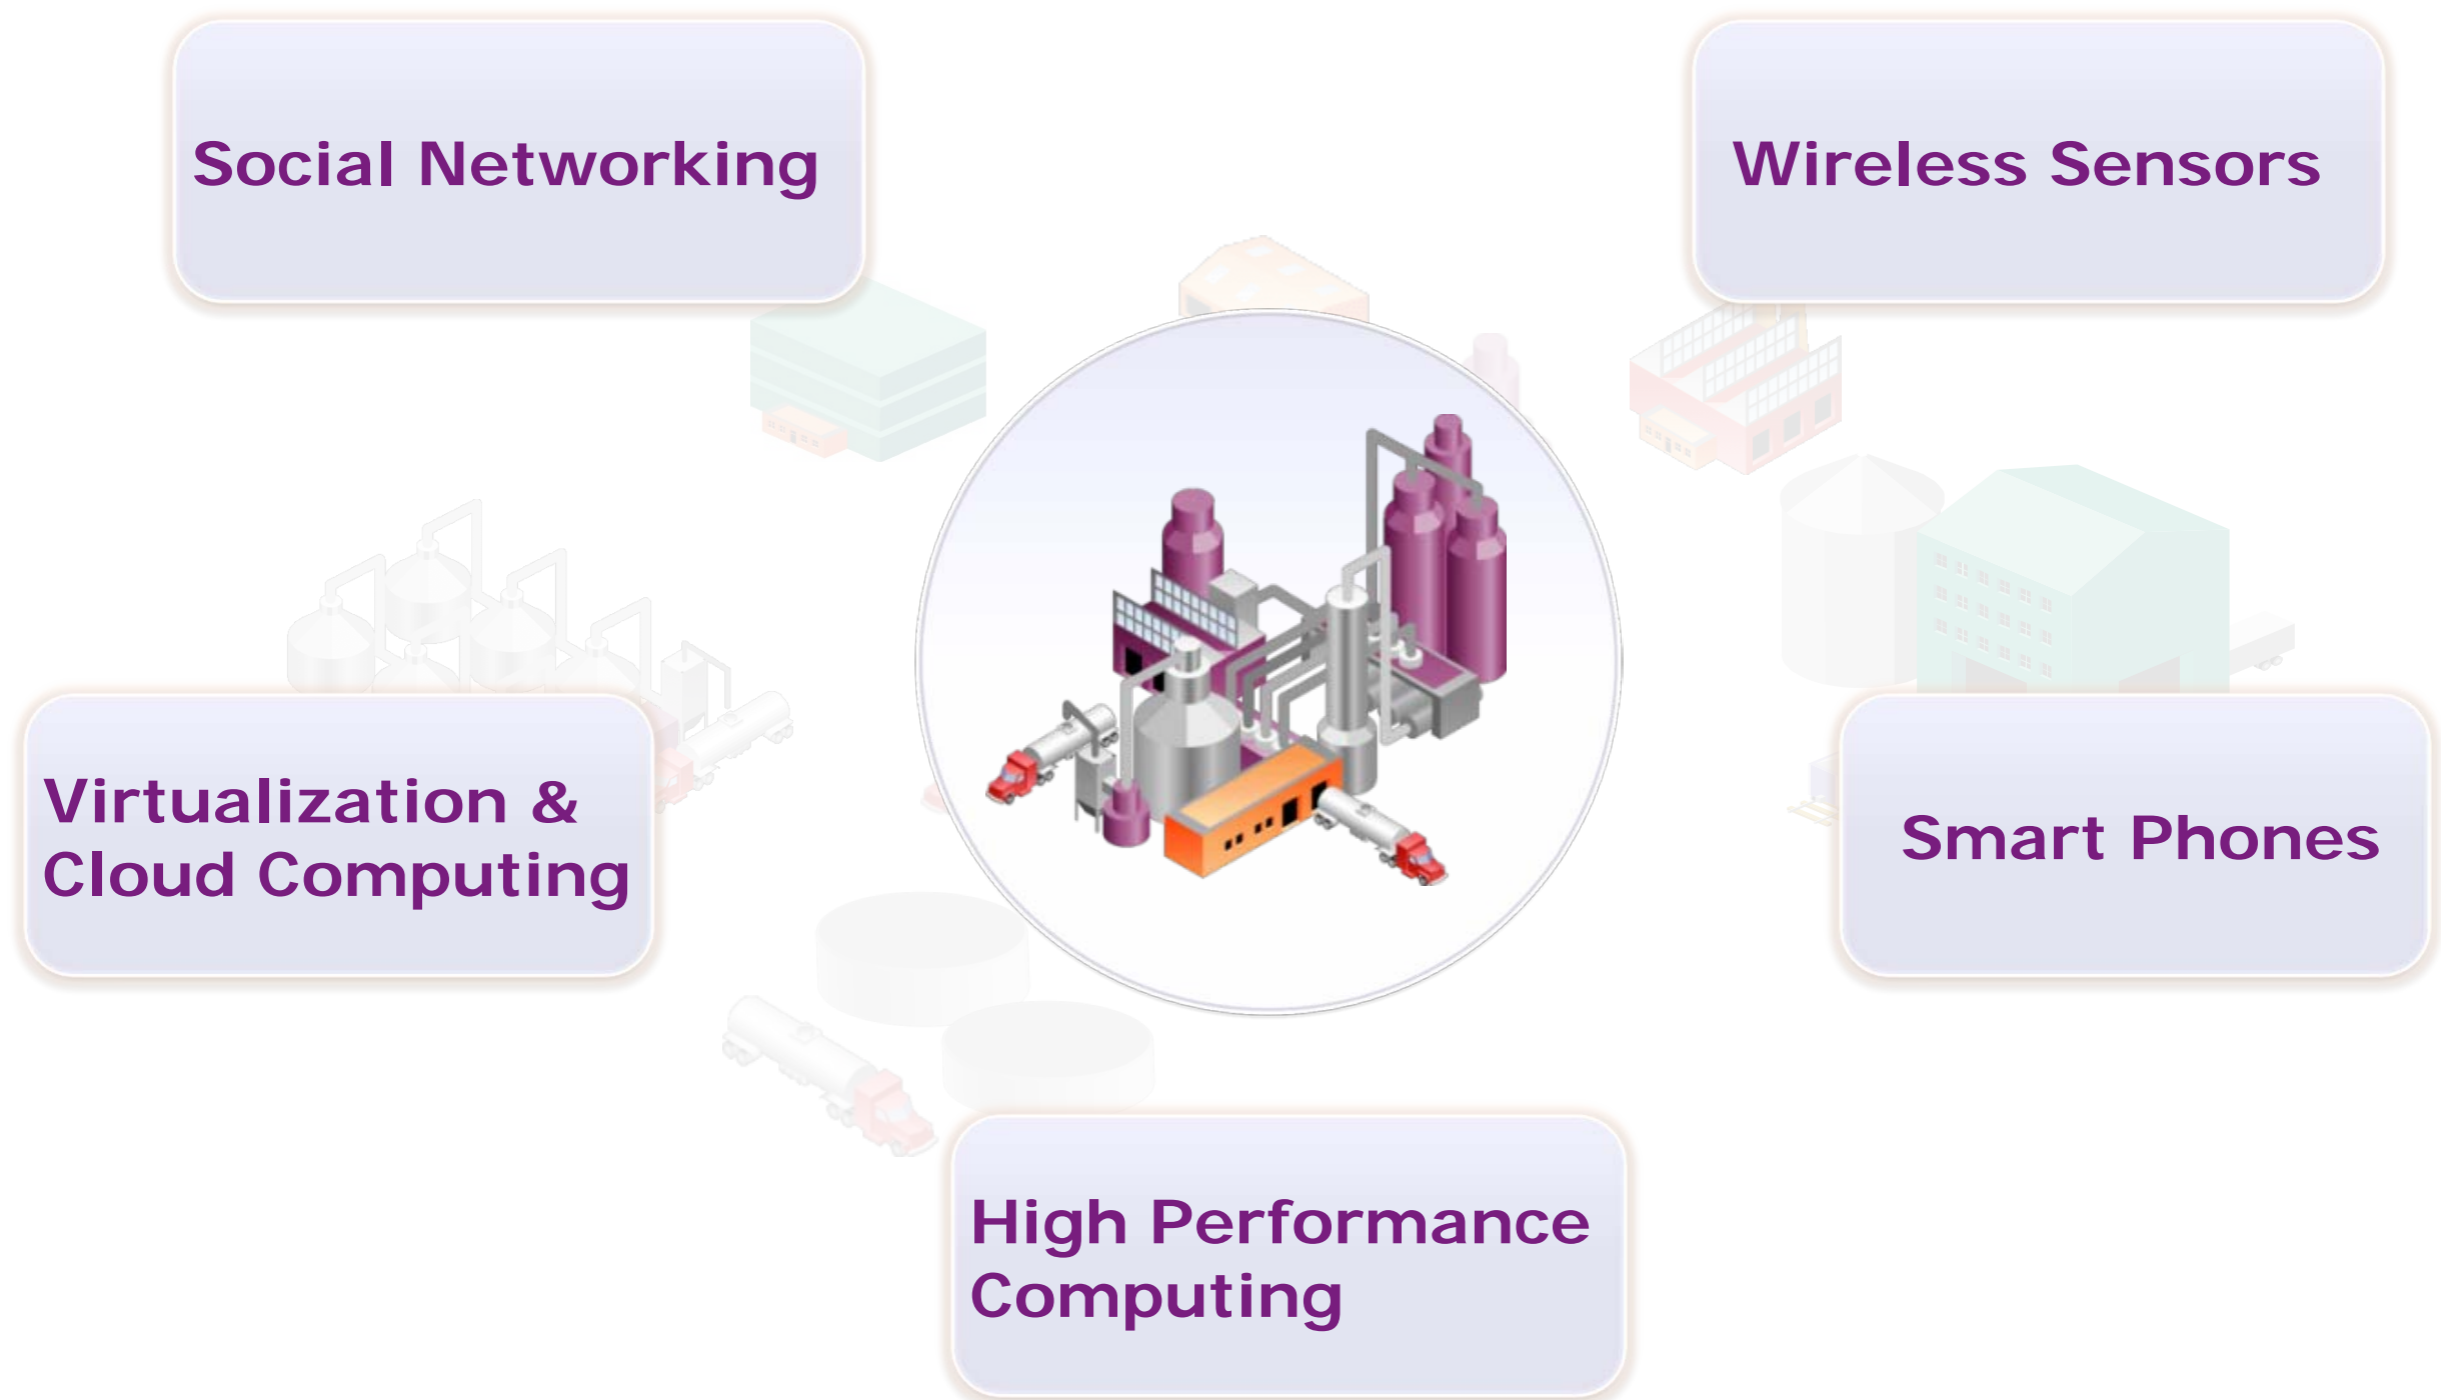 Social Networking
Wireless Sensors
Virtualization &
Cloud Computing
Smart Phones
High Performance
Computing